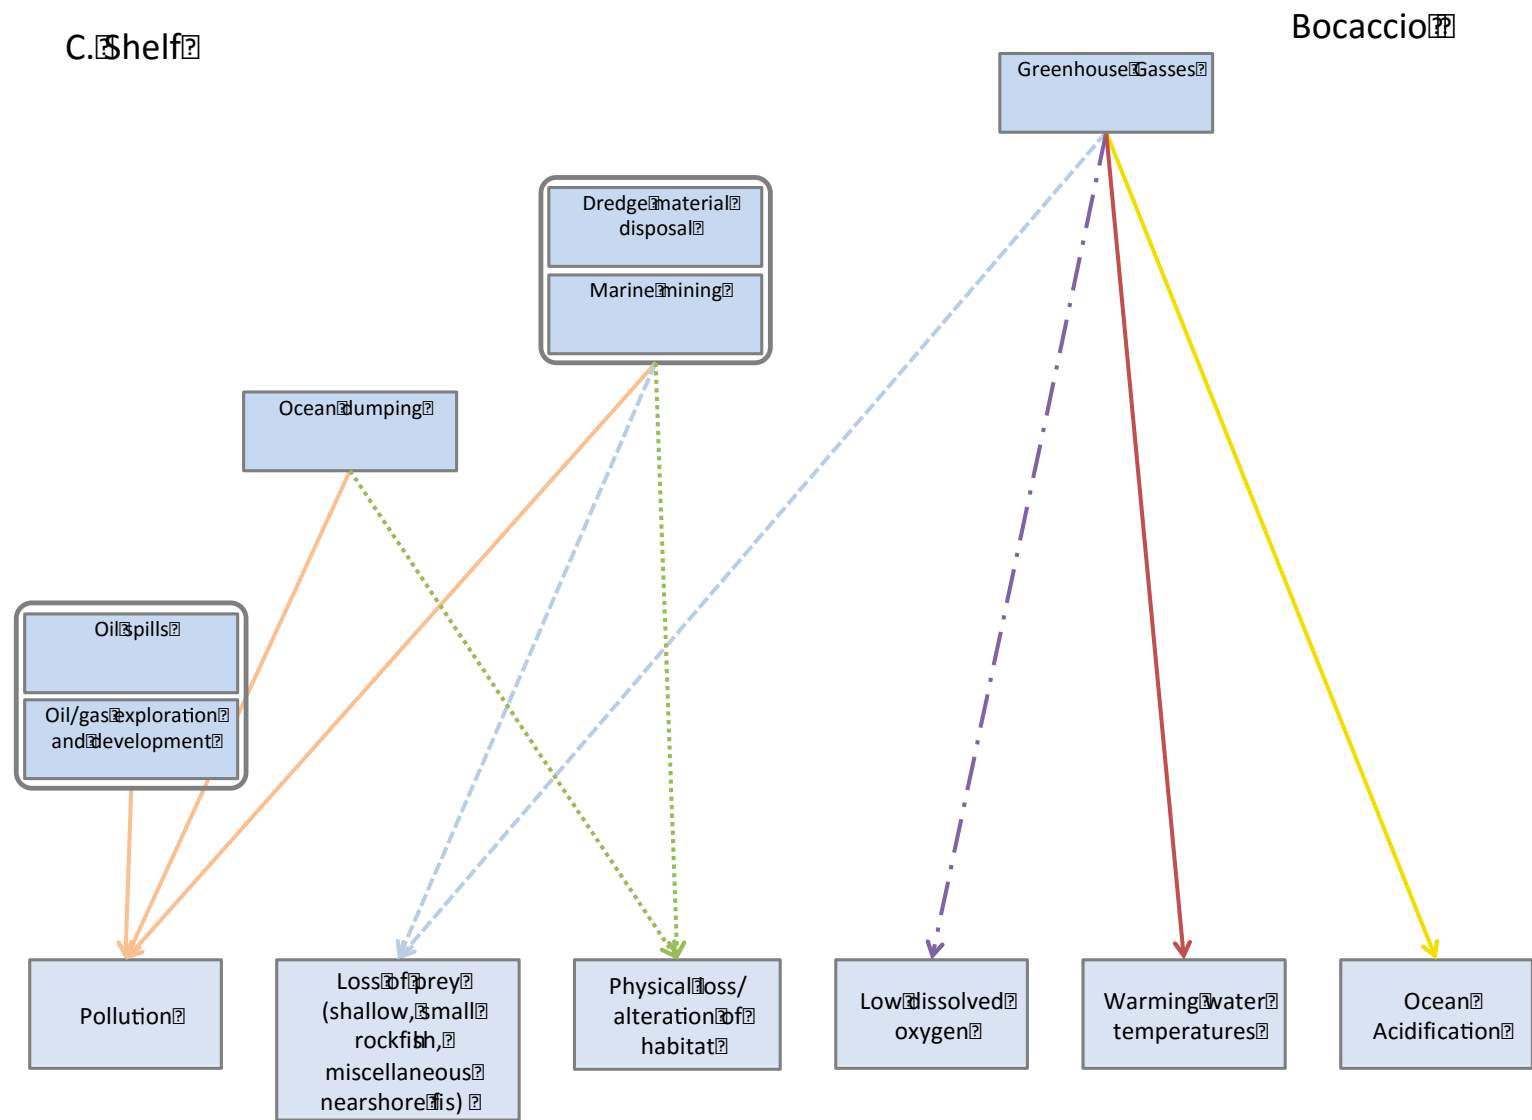 C. Shelf
Bocaccio
Greenhouse Gasses
Dredge material
disposal
Marine mining
Ocean dumping
Oil spills
Oil/gas exploration
and development
Pollution
Loss of prey
(shallow, small
rockfish,
miscellaneous
nearshore fis)
Physical loss/
alteration of
habitat
Low dissolved
oxygen
Warming water
temperatures
Ocean
Acidification